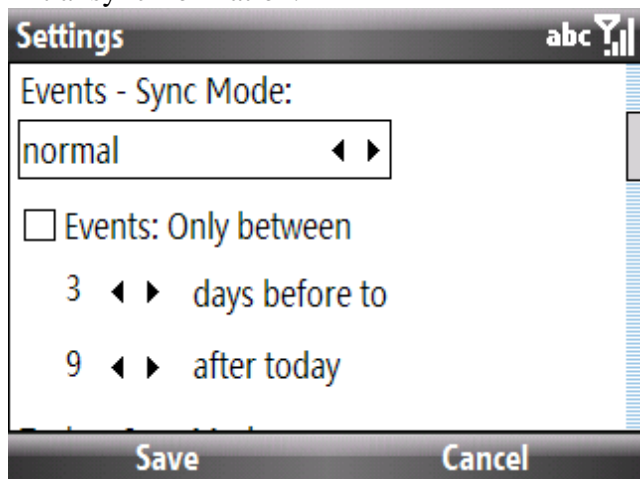 Settings abc
Events - Sync Mode:
normal
Events: Only between
3 days before to
9 after today
Save Cancel